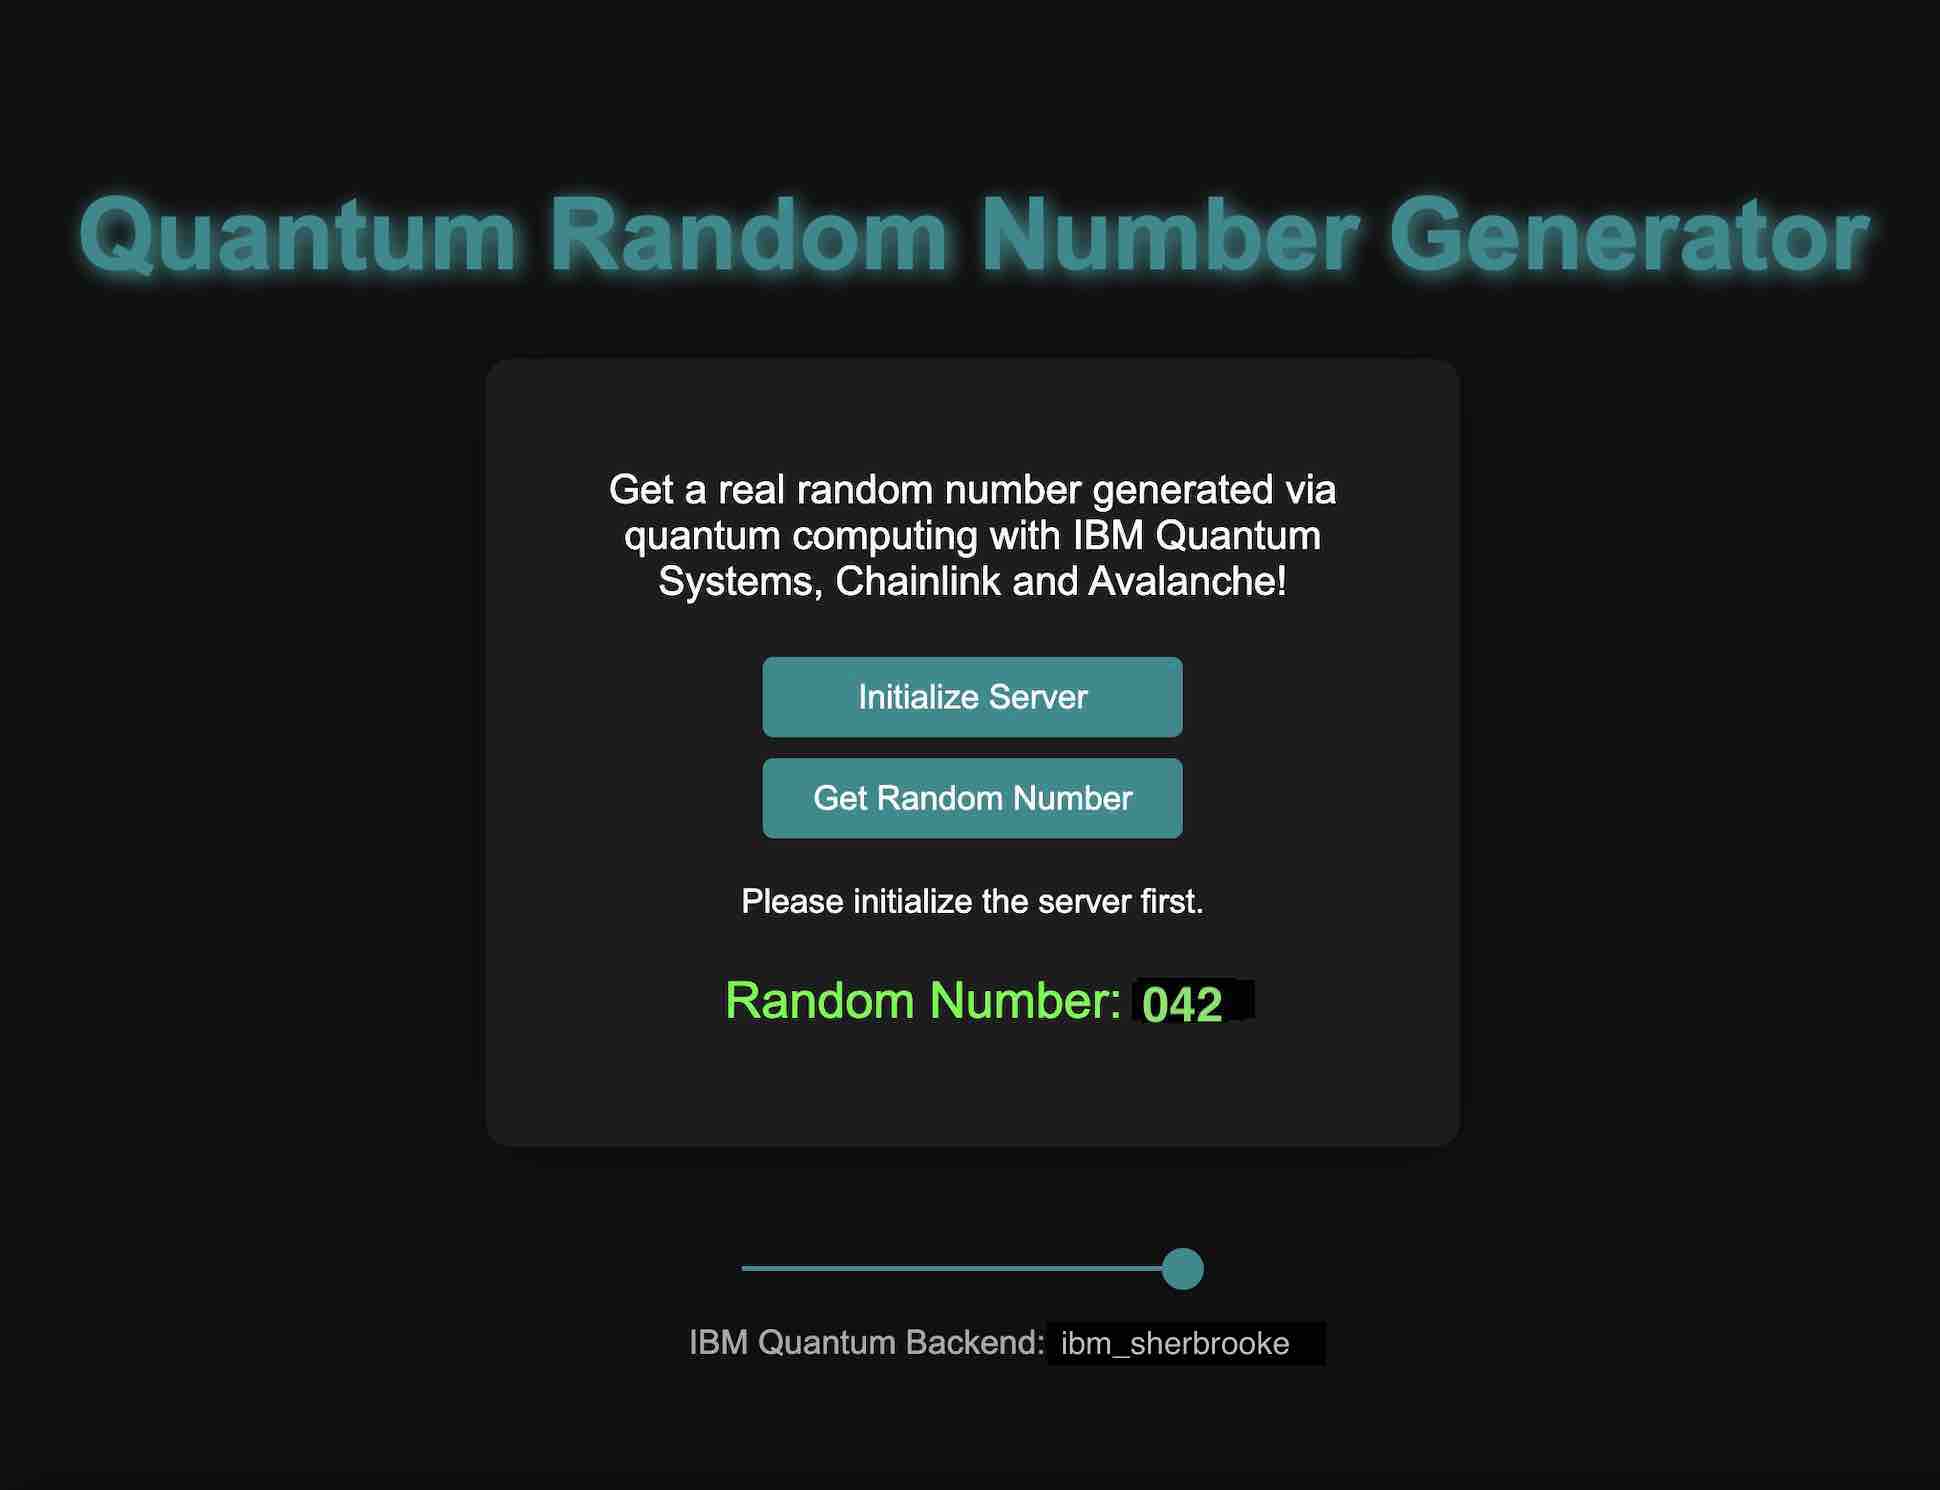 Quantum Random Number Generator
Get a real random number generated via
quantum computing with IBM Quantum
Systems, Chainlink and Avalanche!
Initialize Server
Get Random Number
Please initialize the server first.
Random Number: 042
IBM Quantum Backend: ibm_sherbrooke